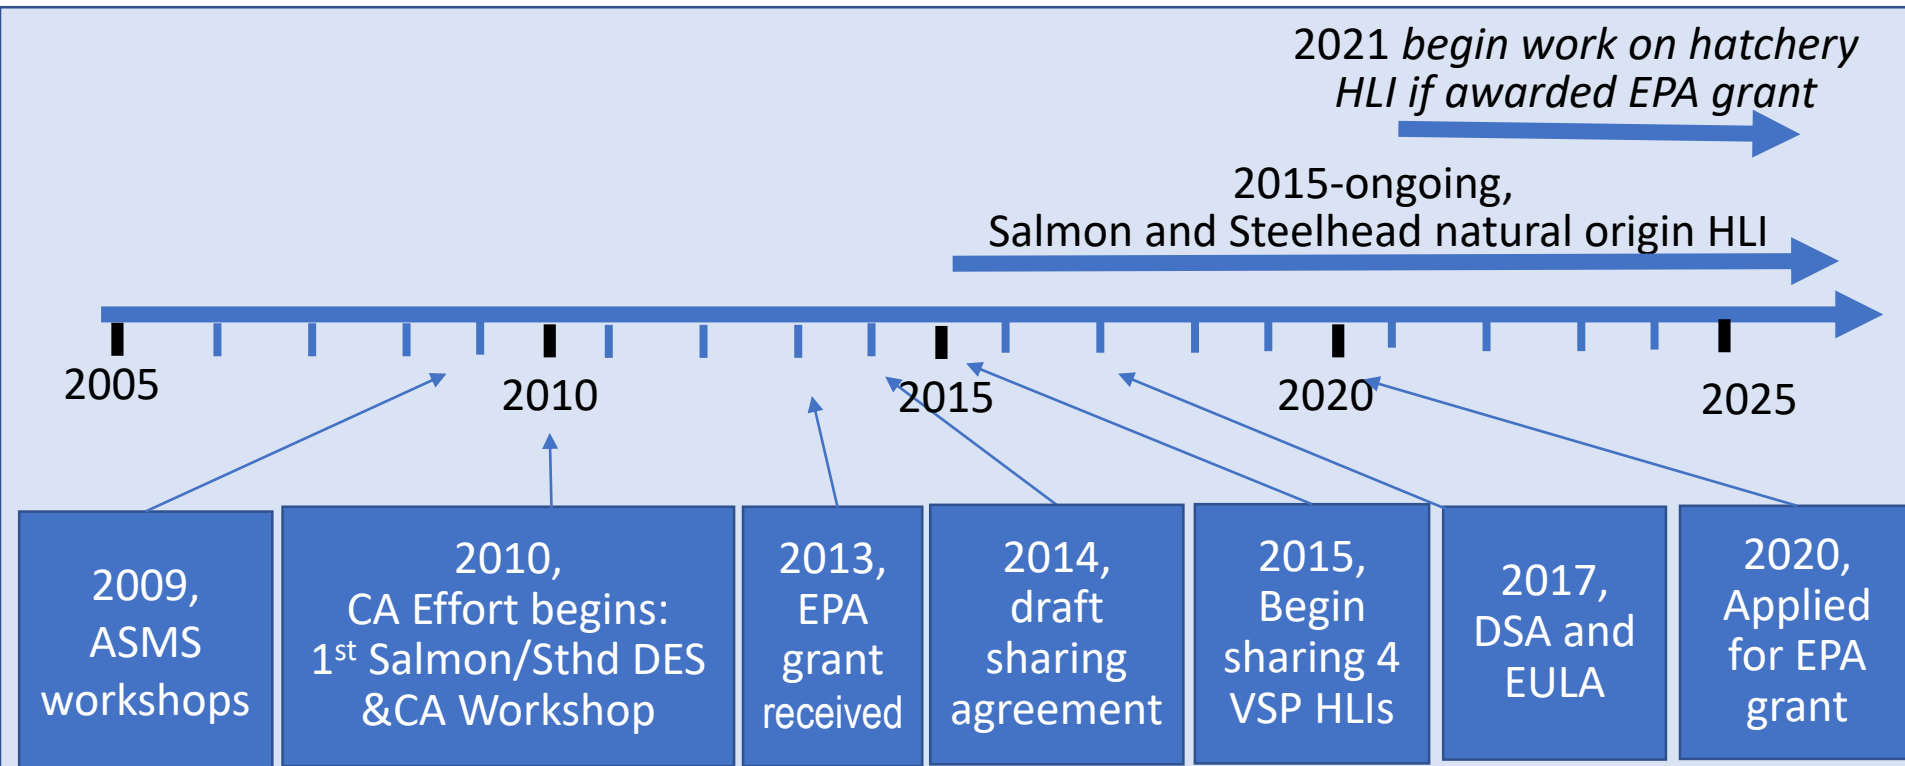 2021 begin work on hatchery
HLI if awarded EPA grant
2015-ongoing,
Salmon and Steelhead natural origin HLI
2005
2010
2015
2020
2025
2009,
ASMS
workshops
2010,
CA Effort begins:
1st Salmon/Sthd DES
&CA Workshop
2013,
EPA
grant
received
2014,
draft
sharing
agreement
2015,
Begin
sharing 4
VSP HLIs
2017,
DSA and
EULA
2020,
Applied
for EPA
grant